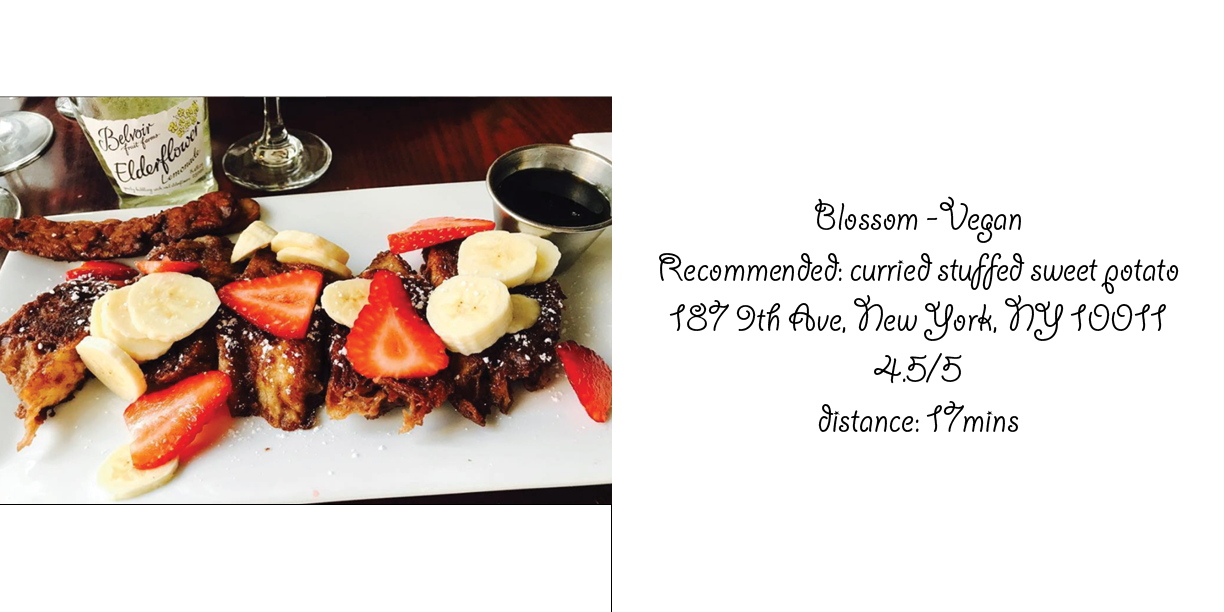 Belvoir
fruit farms
Elderflower
Lemonade
Blossom - Vegan
Recommended: curried stuffed sweet potato
187 9th Ave, New York, NY 10011
4.5/5
distance: 17mins